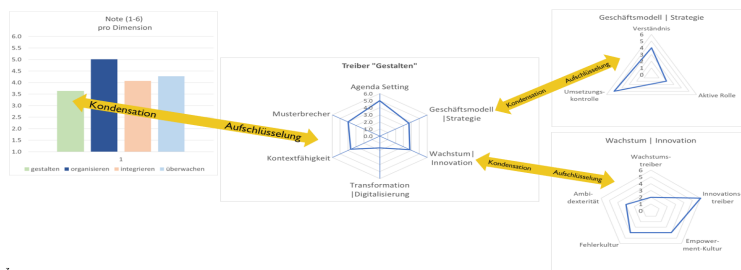 Note (1-6)
pro Dimension
6.0
5.5
5.0
4.5
4.0
3.5
3.0
2.5
2.0
1.5
1.0
1
gestalten
organisieren
integrieren
überwachen
Kondensation
Aufschlüsselung
Treiber "Gestalten"
Agenda Setting
6.0
5.0
4.0
3.0
2.0
1.0
0.0
Musterbrecher
Geschäftsmodell
|Strategie
Kontextfähigkeit
Wachstum|
Innovation
Transformation
|Digitalisierung
Kondensation
Aufschlüsselung
Kondensation
Aufschlüsselung
Geschäftsmodell | Strategie
Verständnis
6
5
4
3
2
1
0
Umsetzungs-
kontrolle
Aktive Rolle
Wachstum | Innovation
Wachstums-
treiber
6
5
4
3
2
1
0
Ambi-
dexterität
Innovations
treiber
Fehlerkultur
Empower-
ment-Kultur